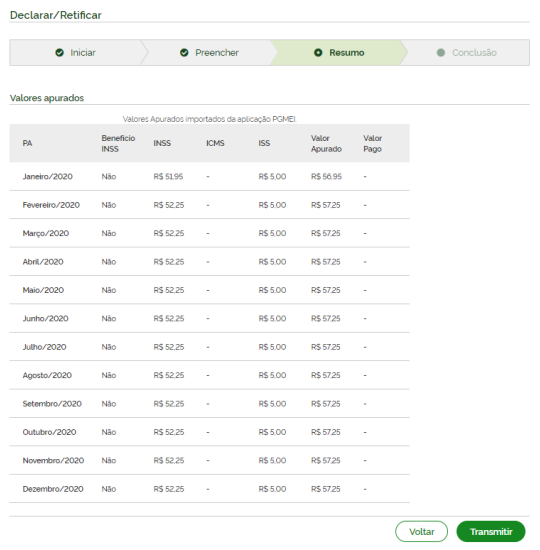 Declarar/Retificar
Iniciar Preencher Resumo Conclusão
Valores apurados
Valores Apurados importados da aplicação PGMEI.
PA Benefício INSS INSS ICMS ISS Valor Apurado Valor Pago
Janeiro/2020 Não R$ 51,95 - R$ 5,00 R$ 56,95 -
Fevereiro/2020 Não R$ 52,25 - R$ 5,00 R$ 57,25 -
Março/2020 Não R$ 52,25 - R$ 5,00 R$ 57,25 -
Abril/2020 Não R$ 52,25 - R$ 5,00 R$ 57,25 -
Maio/2020 Não R$ 52,25 - R$ 5,00 R$ 57,25 -
Junho/2020 Não R$ 52,25 - R$ 5,00 R$ 57,25 -
Julho/2020 Não R$ 52,25 - R$ 5,00 R$ 57,25 -
Agosto/2020 Não R$ 52,25 - R$ 5,00 R$ 57,25 -
Setembro/2020 Não R$ 52,25 - R$ 5,00 R$ 57,25 -
Outubro/2020 Não R$ 52,25 - R$ 5,00 R$ 57,25 -
Novembro/2020 Não R$ 52,25 - R$ 5,00 R$ 57,25 -
Dezembro/2020 Não R$ 52,25 - R$ 5,00 R$ 57,25 -
Voltar Transmitir